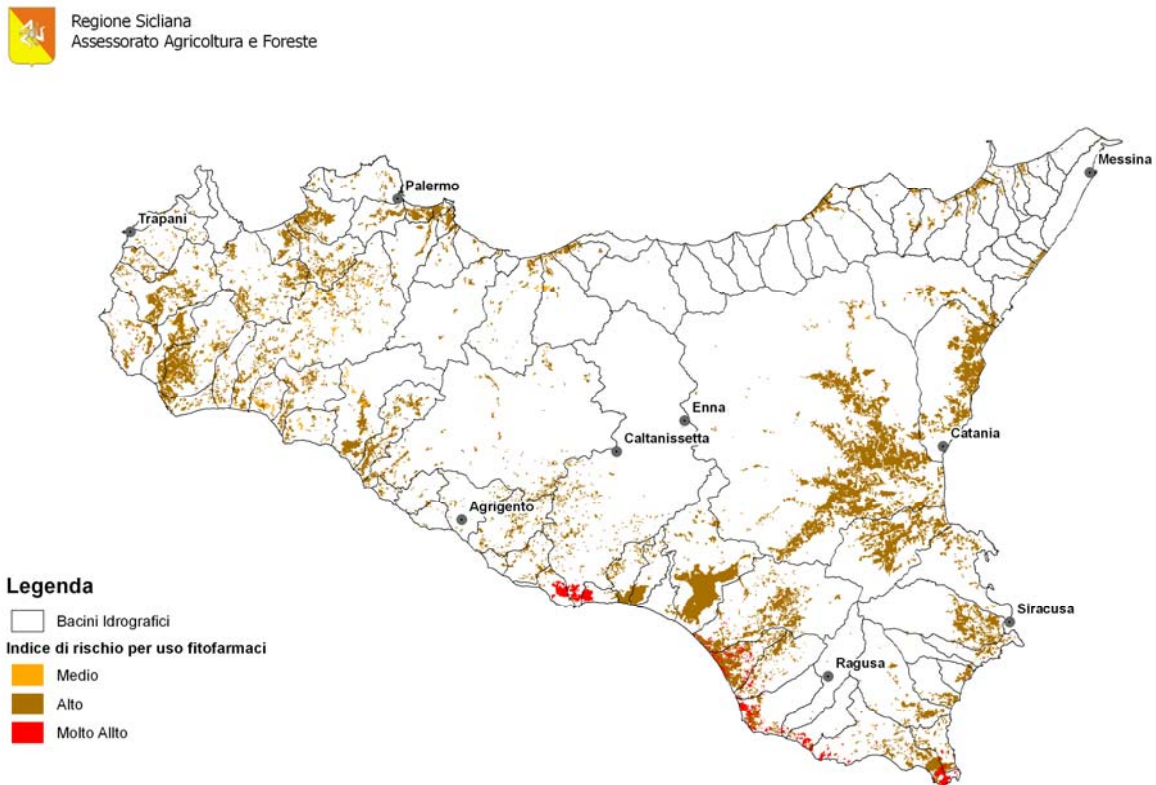 Regione Siciliana
Assessorato Agricoltura e Foreste
Messina
Palermo
Trapani
Enna
Catania
Caltanissetta
Agrigento
Siracusa
Ragusa
Legenda
Bacini Idrografici
Indice di rischio per uso fitofarmaci
Medio
Alto
Molto Allto